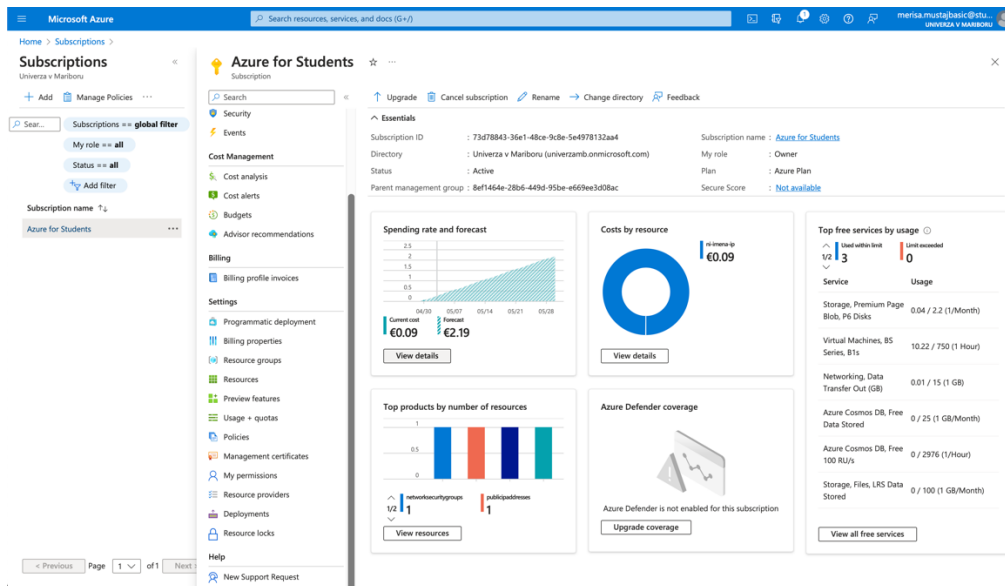 Microsoft Azure
Search resources, services, and docs (G+/)
1
merisa.mustajbasic@stu...
UNIVERZA V MARIBORU
Home > Subscriptions >
Subscriptions
«
Univerza v Mariboru
+ Add
Manage Policies
...
Sear...
Subscriptions == global filter
My role == all
Status == all
Add filter
Subscription name ↑↓
Azure for Students
...
< Previous
Page
1
of 1
Next
Azure for Students
...
Subscription
Search
«
Security
Events
Cost Management
Cost analysis
Cost alerts
Budgets
Advisor recommendations
Billing
Billing profile invoices
Settings
Programmatic deployment
Billing properties
Resource groups
Resources
Preview features
Usage + quotas
Policies
Management certificates
My permissions
Resource providers
Deployments
Resource locks
Help
New Support Request
Upgrade
Cancel subscription
Rename
Change directory
Feedback
Essentials
Subscription ID : 73d78843-36e1-48ce-9c8e-5e4978132aa4
Directory : Univerza v Mariboru (univerzamb.onmicrosoft.com)
Status : Active
Parent management group : 8ef1464e-28b6-449d-95be-e669ee3d08ac
Subscription name : Azure for Students
My role : Owner
Plan : Azure Plan
Secure Score : Not available
Spending rate and forecast
2.5
2
1.5
1
0.5
0
04/30 05/07 05/14 05/21 05/28
Current cost
€0.09
Forecast
€2.19
View details
Costs by resource
ni-imena-ip
€0.09
View details
Top products by number of resources
1
0.5
0
1/2
networksecuritygroups
1
publicipaddresses
1
View resources
Azure Defender coverage
Azure Defender is not enabled for this subscription
Upgrade coverage
Top free services by usage
1/2
Used within limit
3
Limit exceeded
0
Service Usage
Storage, Premium Page
Blob, P6 Disks
0.04 / 2.2 (1/Month)
Virtual Machines, BS
Series, B1s
10.22 / 750 (1 Hour)
Networking, Data
Transfer Out (GB)
0.01 / 15 (1 GB)
Azure Cosmos DB, Free
Data Stored
0 / 25 (1 GB/Month)
Azure Cosmos DB, Free
100 RU/s
0 / 2976 (1/Hour)
Storage, Files, LRS Data
Stored
0 / 100 (1 GB/Month)
View all free services